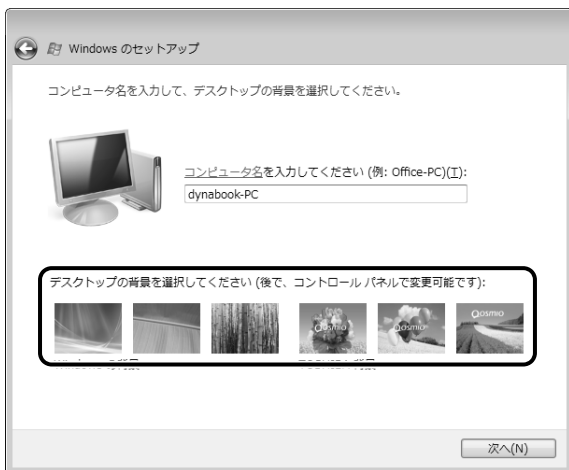 Windows のセットアップ
コンピュータ名を入力して、デスクトップの背景を選択してください。
コンピュータ名を入力してください (例: Office-PC)(T):
dynabook-PC
デスクトップの背景を選択してください (後で、コントロール パネルで変更可能です):
Qosmio Qosmio Qosmio
次へ(N)